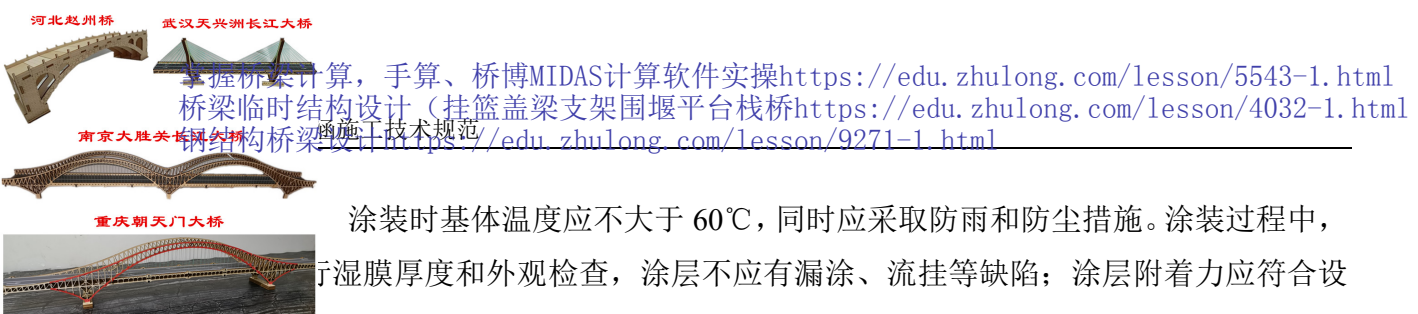 河北赵州桥
武汉天兴洲长江大桥
掌握桥梁计算，手算、桥博MIDAS计算软件实操https://edu.zhulong.com/lesson/5543-1.html
桥梁临时结构设计（挂篮盖梁支架围堰平台栈桥https://edu.zhulong.com/lesson/4032-1.html
南京大胜关长江大桥
涵施工技术规范
钢结构桥梁设计https://edu.zhulong.com/lesson/9271-1.html
重庆朝天门大桥
涂装时基体温度应不大于 60℃，同时应采取防雨和防尘措施。涂装过程中，
行湿膜厚度和外观检查，涂层不应有漏涂、流挂等缺陷；涂层附着力应符合设